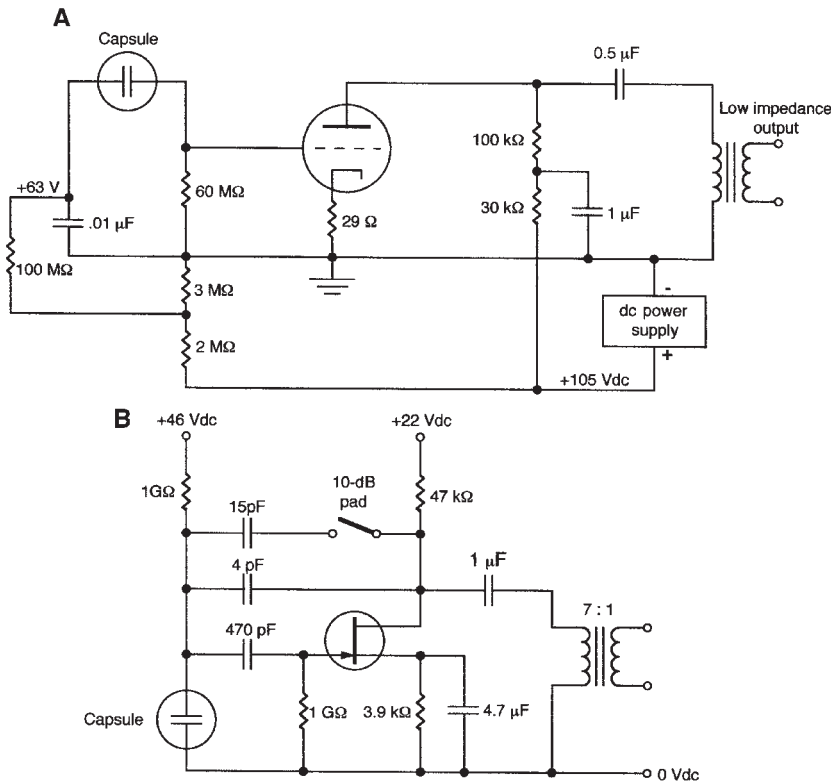 A
Capsule
0.5 µF
Low impedance
output
100 kΩ
+63 V
60 MΩ
.01 µF
29 Ω
30 kΩ
1 µF
100 MΩ
3 MΩ
-
dc power
supply
+
2 MΩ
+105 Vdc
B
+46 Vdc
+22 Vdc
1GΩ
10-dB
pad
47 kΩ
15pF
4 pF
1 µF
7 : 1
470 pF
Capsule
1 GΩ
3.9 kΩ
4.7 µF
0 Vdc